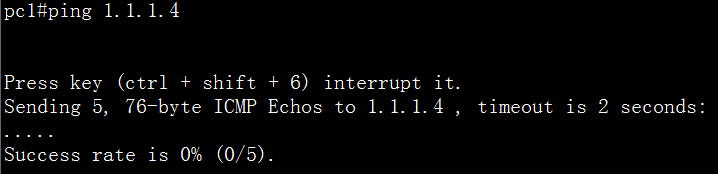 pc1#ping 1.1.1.4
Press key (ctrl + shift + 6) interrupt it.
Sending 5, 76-byte ICMP Echos to 1.1.1.4 , timeout is 2 seconds:
.....
Success rate is 0% (0/5).